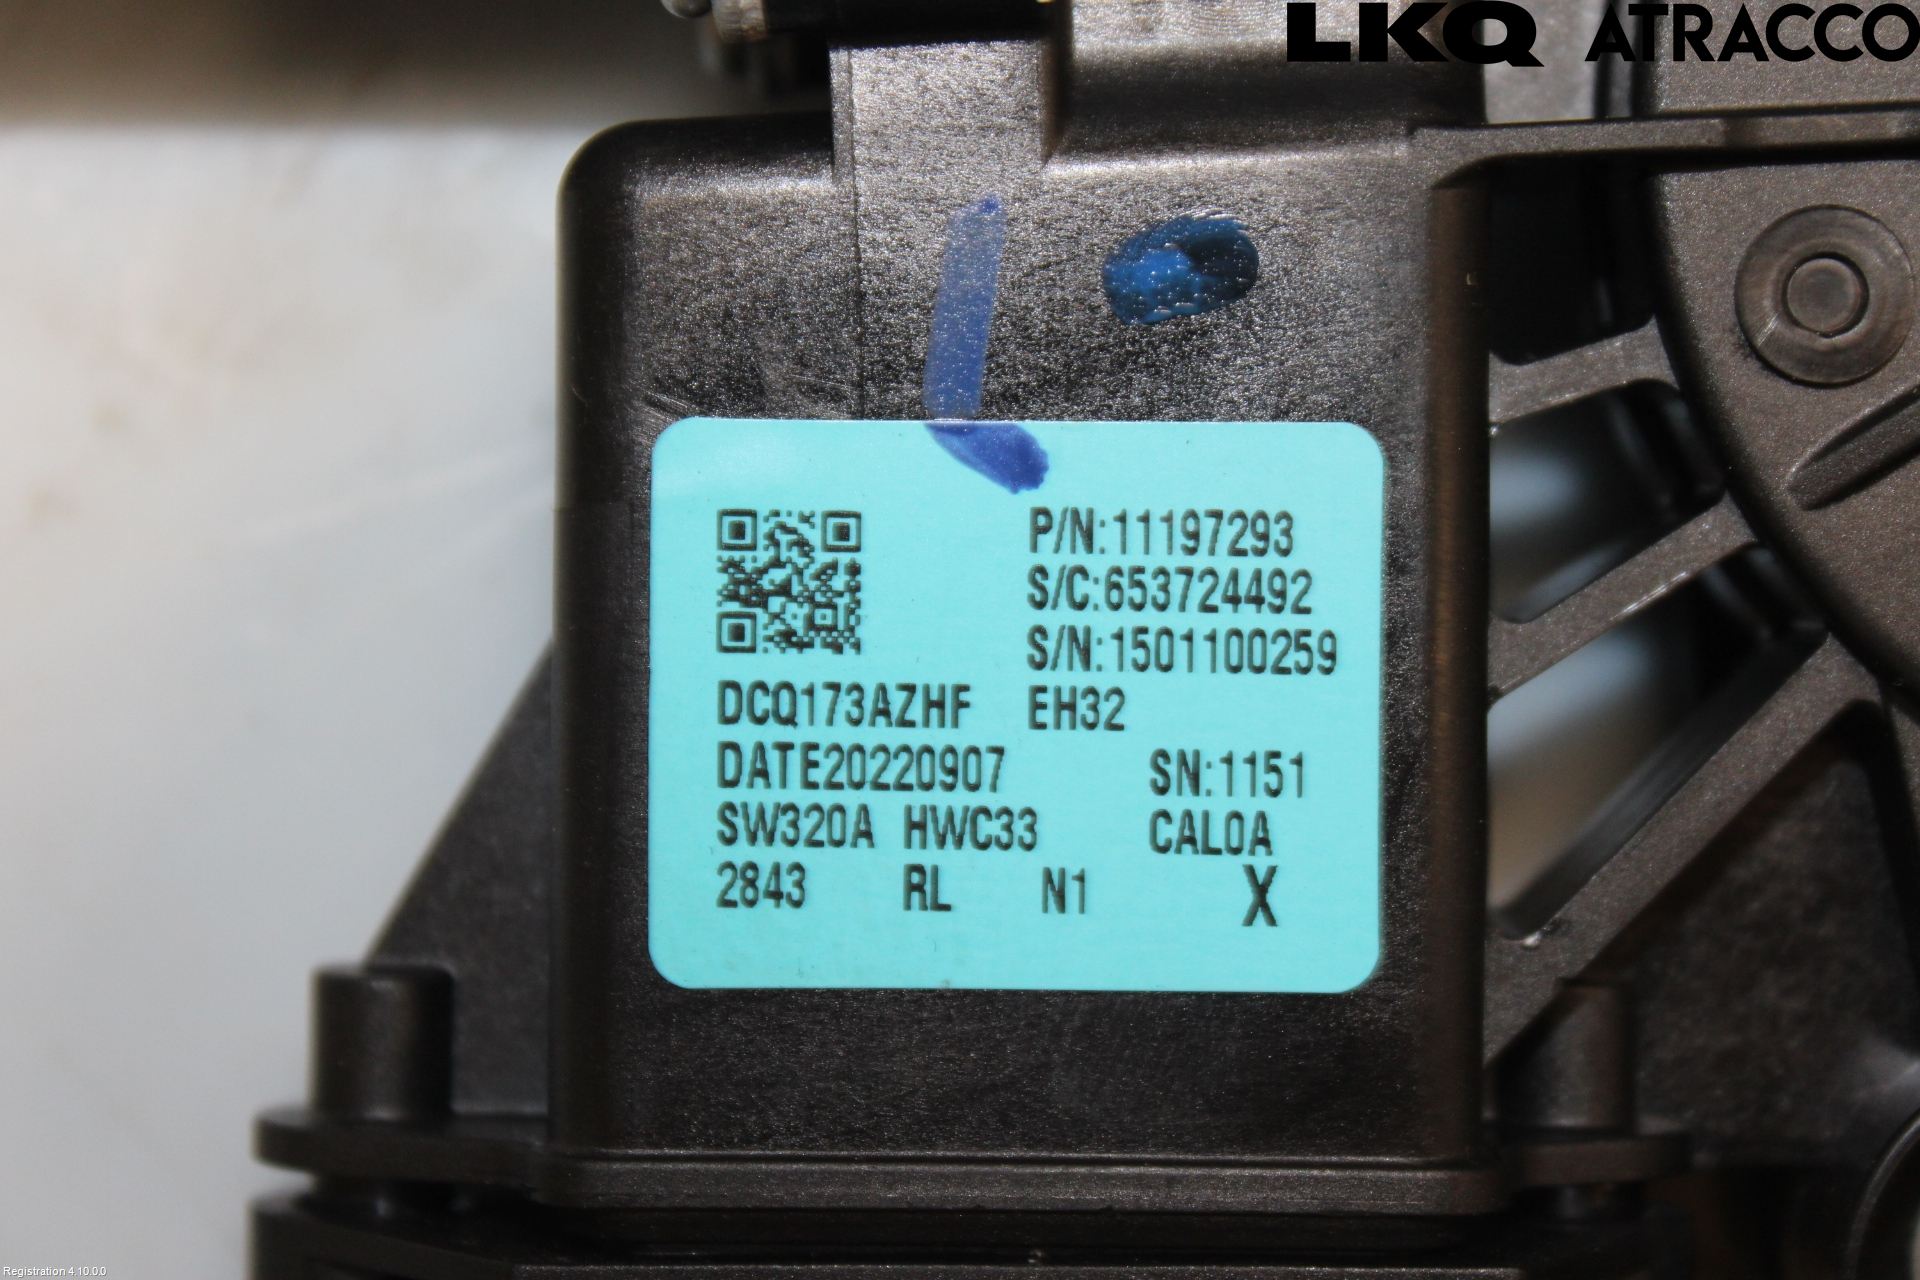 LKQ ATRACCO
P/N:11197293
S/C:653724492
S/N:1501100259
DCQ173AZHF EH32
DATE20220907 SN:1151
SW320A HWC33 CAL0A
2843 RL N1 X
Registration 4.10.0.0